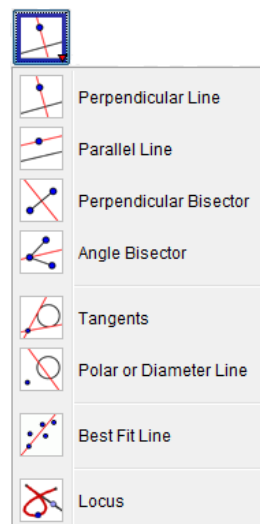 Perpendicular Line
Parallel Line
Perpendicular Bisector
Angle Bisector
Tangents
Polar or Diameter Line
Best Fit Line
Locus